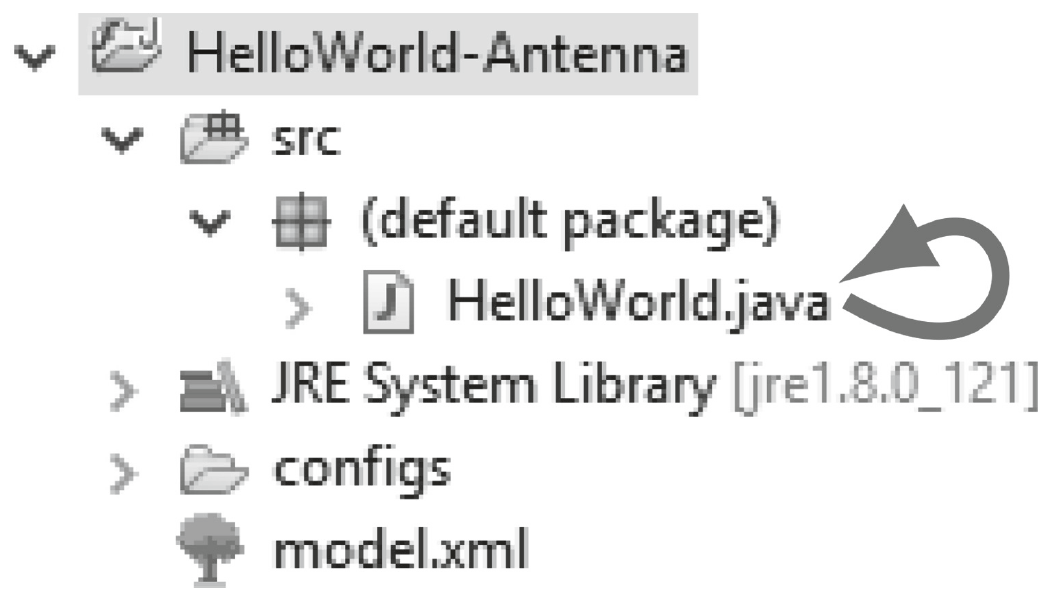 HelloWorld-Antenna
src
(default package)
HelloWorld.java
JRE System Library [jre1.8.0_121]
configs
model.xml